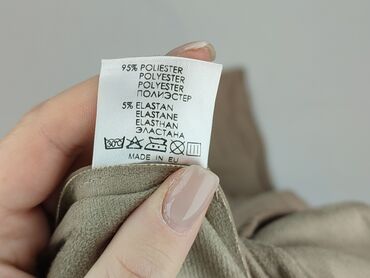 95% POLIESTER
POLYESTER
POLYESTER
ПОЛИЭСТЕР
5% ELASTAN
ELASTANE
ELASTHAN
ЭЛАСТАНА
MADE IN EU